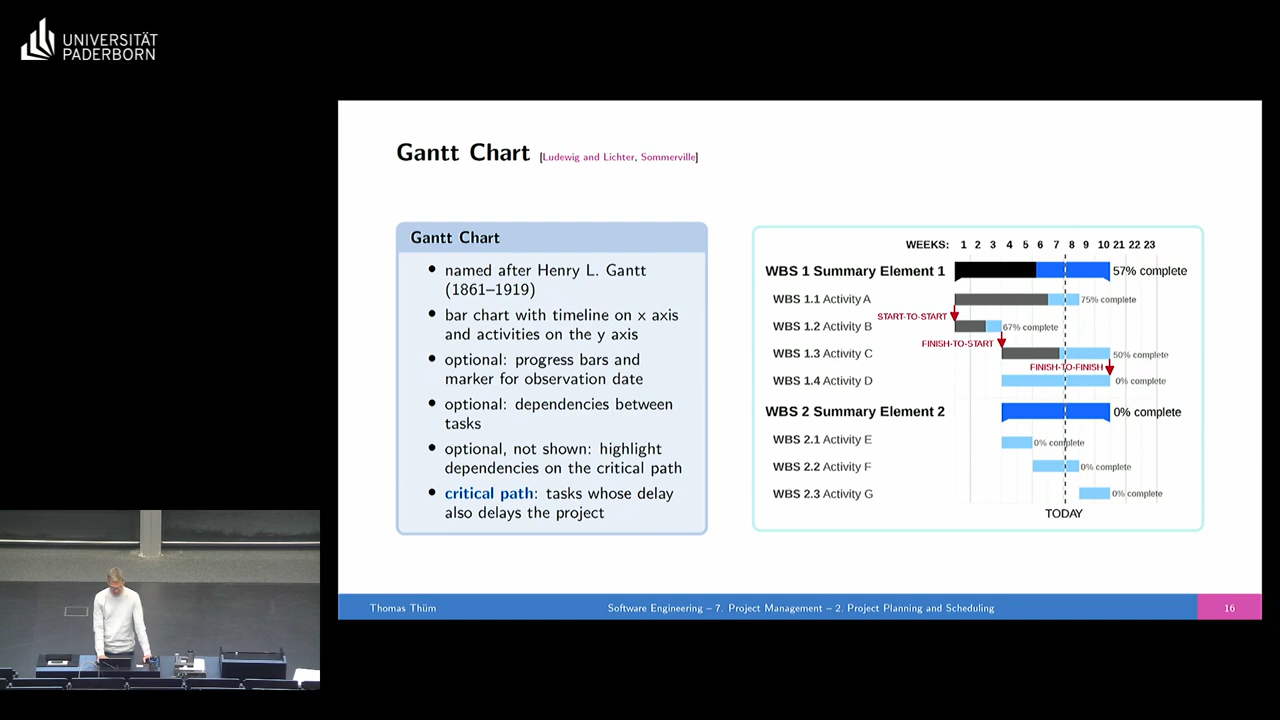 UNIVERSITÄT
PADERBORN
Gantt Chart [Ludewig and Lichter, Sommerville]
Gantt Chart
• named after Henry L. Gantt
(1861–1919)
• bar chart with timeline on x axis
and activities on the y axis
• optional: progress bars and
marker for observation date
• optional: dependencies between
tasks
• optional, not shown: highlight
dependencies on the critical path
• critical path: tasks whose delay
also delays the project
WEEKS: 1 2 3 4 5 6 7 8 9 10 21 22 23
WBS 1 Summary Element 1 57% complete
WBS 1.1 Activity A 75% complete
START-TO-START
WBS 1.2 Activity B 67% complete
FINISH-TO-START
WBS 1.3 Activity C 50% complete
FINISH-TO-FINISH
WBS 1.4 Activity D 0% complete
WBS 2 Summary Element 2 0% complete
WBS 2.1 Activity E 0% complete
WBS 2.2 Activity F 0% complete
WBS 2.3 Activity G 0% complete
TODAY
Thomas Thüm Software Engineering – 7. Project Management – 2. Project Planning and Scheduling 16